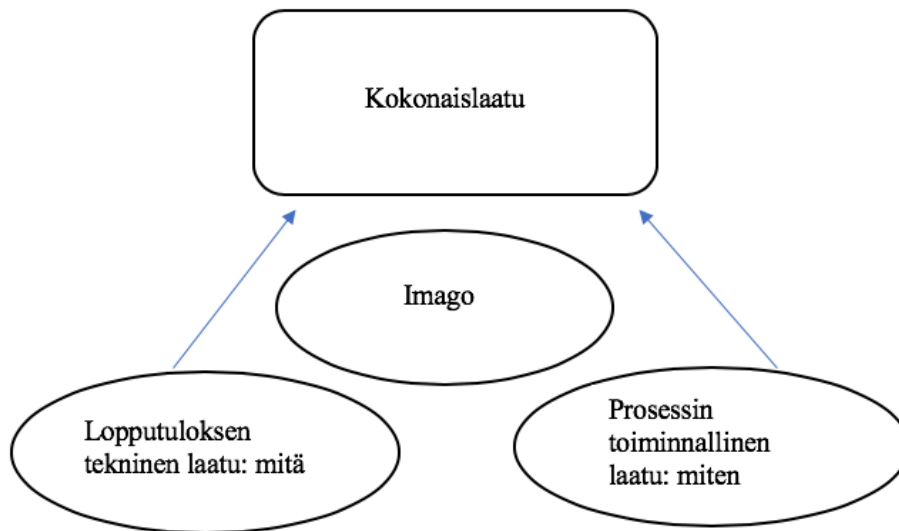 Kokonaislaatu
Imago
Lopputuloksen
tekninen laatu: mitä
Prosessin
toiminnallinen
laatu: miten